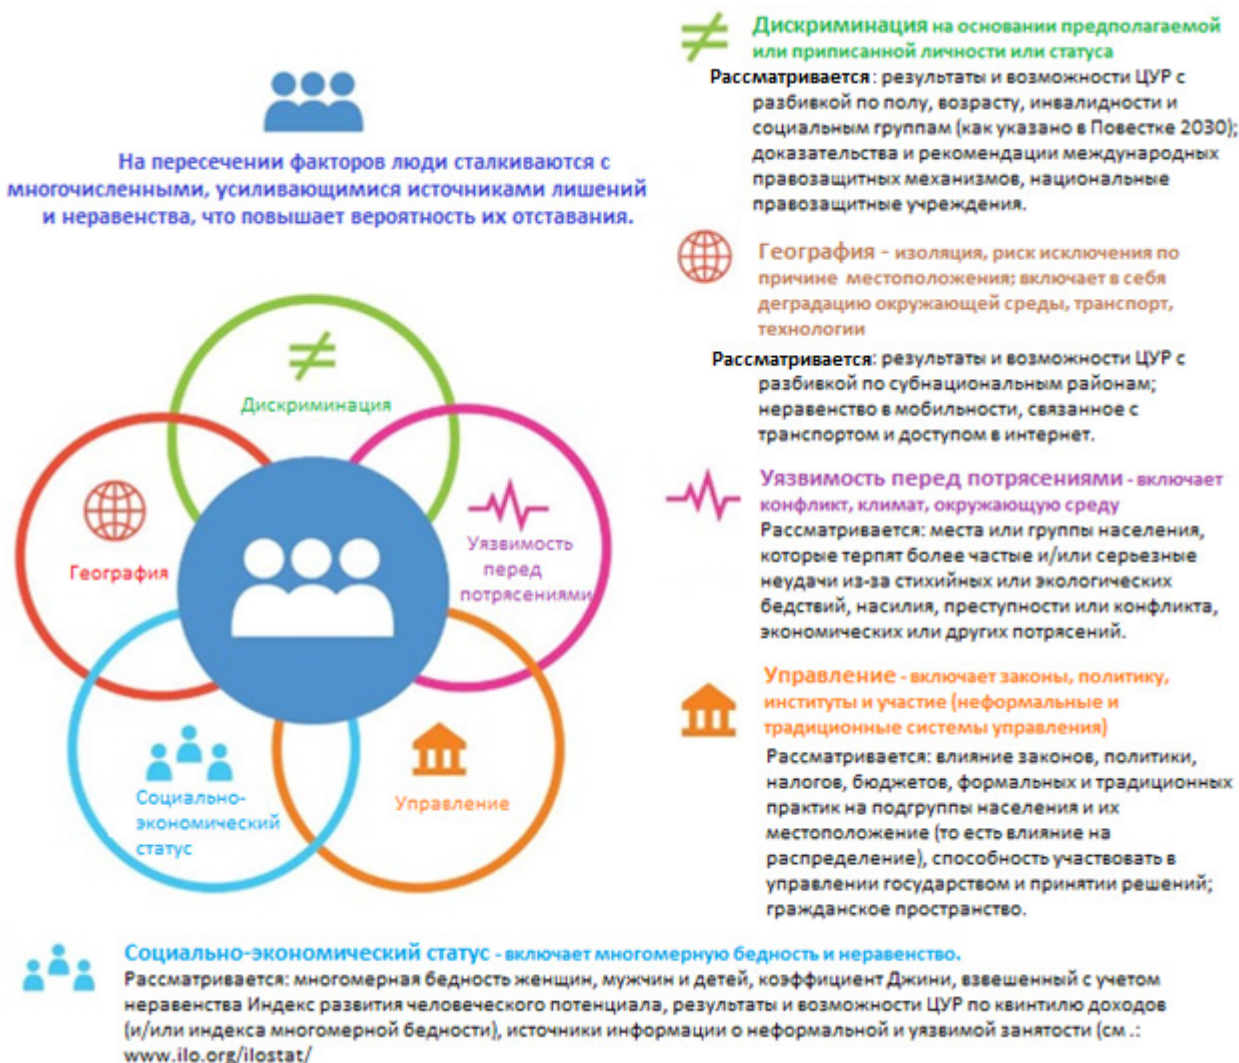 На пересечении факторов люди сталкиваются с
многочисленными, усиливающимися источниками лишений
и неравенства, что повышает вероятность их отставания.
Дискриминация
География
Уязвимость
перед
потрясениями
Социально-
экономический
статус
Управление
Дискриминация на основании предполагаемой
или приписанной личности или статуса
Рассматривается: результаты и возможности ЦУР с
разбивкой по полу, возрасту, инвалидности и
социальным группам (как указано в Повестке 2030);
доказательства и рекомендации международных
правозащитных механизмов, национальные
правозащитные учреждения.
География - изоляция, риск исключения по
причине местоположения; включает в себя
деградацию окружающей среды, транспорт,
технологии
Рассматривается: результаты и возможности ЦУР с
разбивкой по субнациональным районам;
неравенство в мобильности, связанное с
транспортом и доступом в интернет.
Уязвимость перед потрясениями - включает
конфликт, климат, окружающую среду
Рассматривается: места или группы населения,
которые терпят более частые и/или серьезные
неудачи из-за стихийных или экологических
бедствий, насилия, преступности или конфликта,
экономических или других потрясений.
Управление - включает законы, политику,
институты и участие (неформальные и
традиционные системы управления)
Рассматривается: влияние законов, политики,
налогов, бюджетов, формальных и традиционных
практик на подгруппы населения и их
местоположение (то есть влияние на
распределение), способность участвовать в
управлении государством и принятии решений;
гражданское пространство.
Социально-экономический статус - включает многомерную бедность и неравенство.
Рассматривается: многомерная бедность женщин, мужчин и детей, коэффициент Джини, взвешенный с учетом
неравенства Индекс развития человеческого потенциала, результаты и возможности ЦУР по квинтилю доходов
(и/или индекса многомерной бедности), источники информации о неформальной и уязвимой занятости (см .:
www.ilo.org/ilostat/